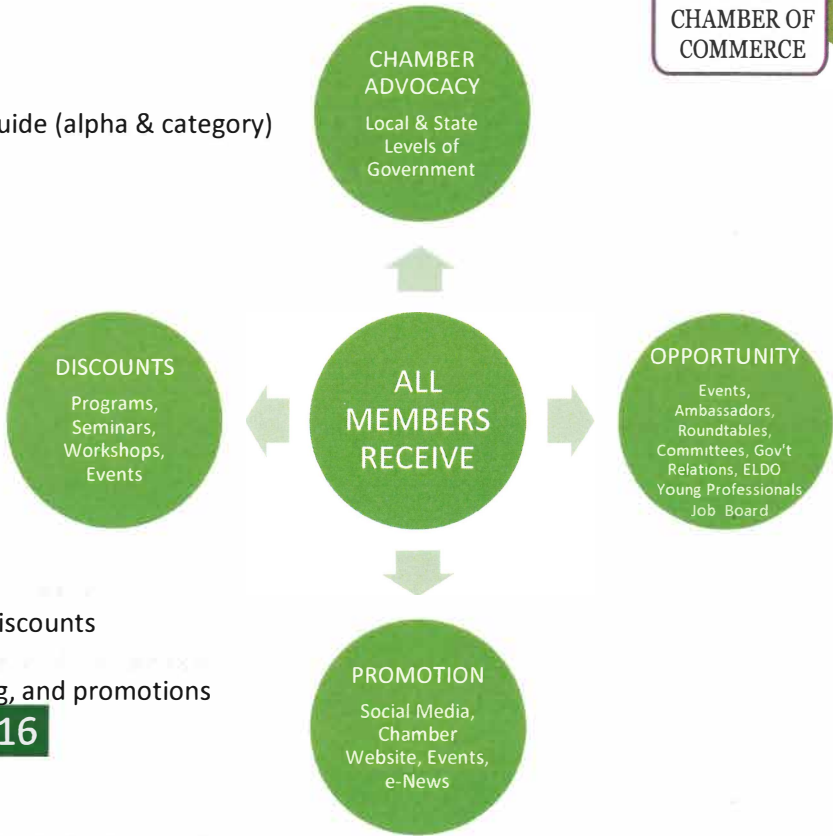 CHAMBER OF
COMMERCE
CHAMBER
ADVOCACY
Local & State
Levels of
Government
uide (alpha & category)
DISCOUNTS
Programs,
Seminars,
Workshops,
Events
ALL
MEMBERS
RECEIVE
OPPORTUNITY
Events,
Ambassadors,
Roundtables,
Committees, Gov't
Relations, ELDO
Young Professionals
Job Board
iscounts
g, and promotions
16
PROMOTION
Social Media,
Chamber
Website, Events,
e-News